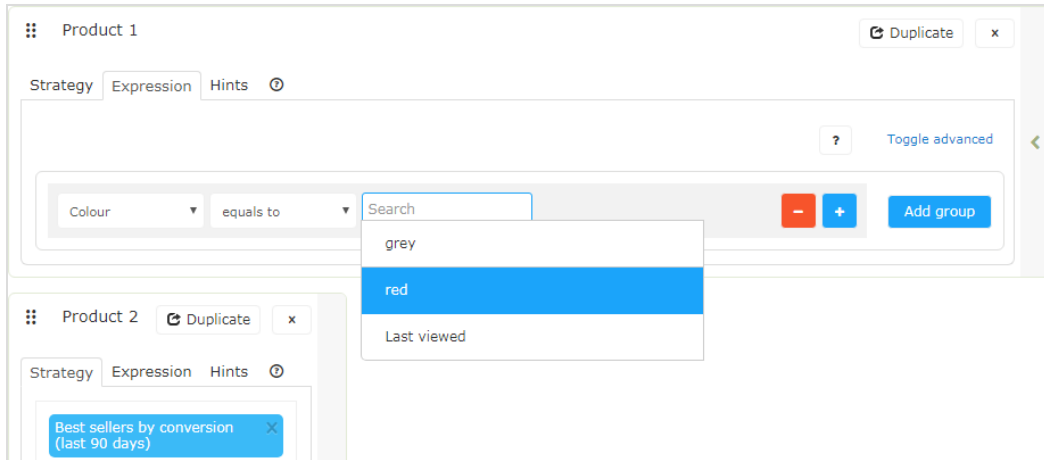 Product 1
Duplicate
x
Strategy Expression Hints ?
? Toggle advanced
Colour equals to Search
- + Add group
grey
red
Last viewed
Product 2 Duplicate x
Strategy Expression Hints ?
Best sellers by conversion
(last 90 days) X